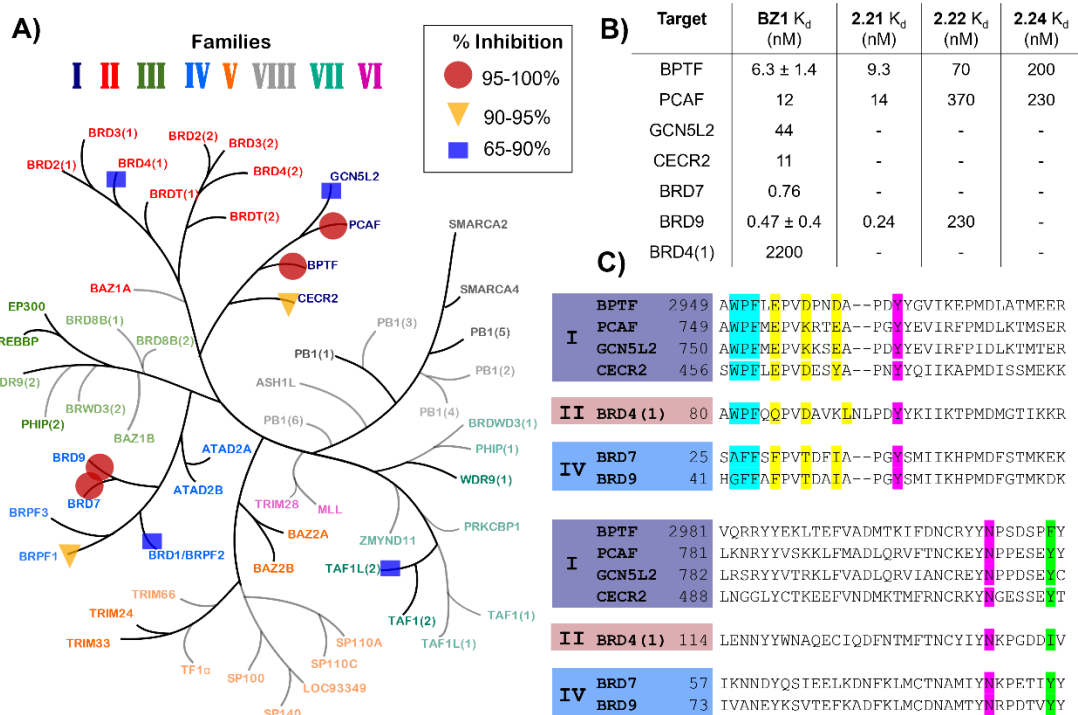 A)
Families
I II III IV V VIII VII VI
% Inhibition
95-100%
90-95%
65-90%
BRD3(1)
BRD2(2)
BRD3(2)
BRD2(1)
BRD4(1)
BRD4(2)
BRDT(1)
BRDT(2)
GCN5L2
PCAF
BPTF
CECR2
SMARCA2
SMARCA4
BAZ1A
EP300
BRD8B(1)
REBBP
BRD8B(2)
DR9(2)
BRWD3(2)
PHIP(2)
BAZ1B
PB1(3)
PB1(5)
PB1(1)
PB1(2)
ASH1L
PB1(4)
PB1(6)
BRDWD3(1)
PHIP(1)
WDR9(1)
ATAD2A
BRD9
ATAD2B
BRD7
BRPF3
BRPF1
BRD1/BRPF2
TRIM28
MLL
PRKCBP1
ZMYND11
BAZ2A
BAZ2B
TAF1L(2)
TRIM66
TRIM24
TRIM33
TAF1(2)
TAF1(1)
TAF1L(1)
SP110A
SP110C
TF1α
SP100
LOC93349
SP140
B)
Target BZ1 Kd (nM) 2.21 Kd (nM) 2.22 Kd (nM) 2.24 Kd (nM)
BPTF 6.3 ± 1.4 9.3 70 200
PCAF 12 14 370 230
GCN5L2 44 - - -
CECR2 11 - - -
BRD7 0.76 - - -
BRD9 0.47 ± 0.4 0.24 230 -
BRD4(1) 2200 - - -
C)
I
BPTF 2949 AWPFLEPVDPNDA--PDYYGVIKEPMDLATMEER
PCAF 749 AWPFMEPVKRTEA--PGYYEVIRFPMDLKTMSER
GCN5L2 750 AWPFMEPVKKSEA--PDYYEVIRFPIDLKTMTER
CECR2 456 SWPFLEPVDESYA--PNYYQIIKAPMDISSMEKK
II BRD4(1) 80 AWPFQQPVDAVKLNLPDYYKIIKTPMDMGTIKKR
IV
BRD7 25 SAFFSFPVTDFIA--PGYSMIIKHPMDFSTMKEK
BRD9 41 HGFFAFPVTDAIA--PGYSMIIKHPMDFGTMKDK
I
BPTF 2981 VQRRYYEKLTEFVADMTKIFDNCRYYNPSDSPFY
PCAF 781 LKNRYYVSKKLFMADLQRVFTNCKEYNPPESEYY
GCN5L2 782 LRSRYYVTRKLFVADLQRVIANCREYNPPDSEYC
CECR2 488 LNGGLYCTKEEFVNDMKTMFRNCRKYNGESSEYT
II BRD4(1) 114 LENNYYWNAQECIQDFNTMFTNCYIYNKPGDDIV
IV
BRD7 57 IKNNDYQSIEELKDNFKLMCTNAMIYNKPETIYY
BRD9 73 IVANEYKSVTEFKADFKLMCDNAMTYNRPDTVYY